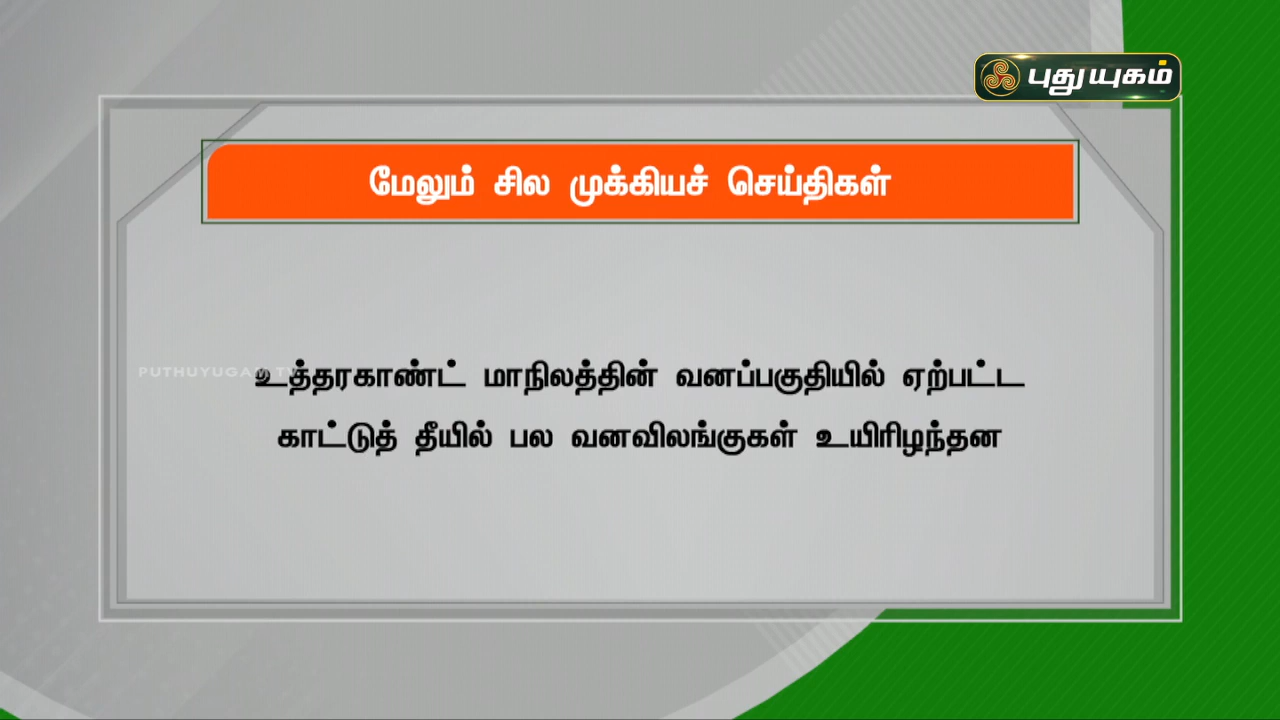 புதுயுகம்
மேலும் சில முக்கியச் செய்திகள்
PUTHUYUGAM TV
உத்தரகாண்ட் மாநிலத்தின் வனப்பகுதியில் ஏற்பட்ட
காட்டுத் தீயில் பல வனவிலங்குகள் உயிரிழந்தன